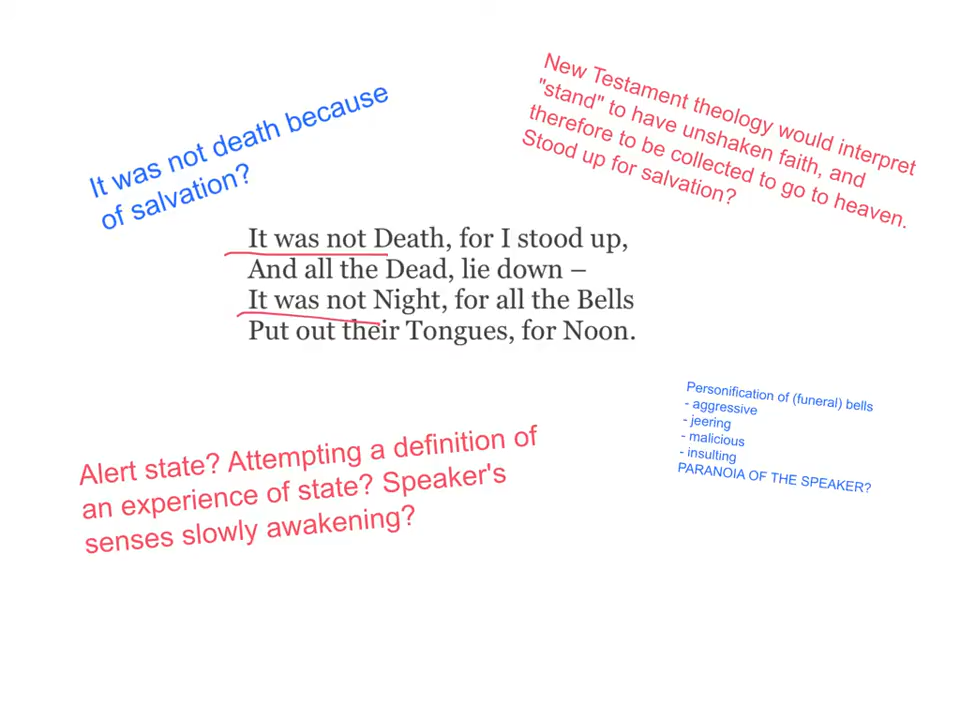 It was not death because
of salvation?
New Testament theology would interpret
"stand" to have unshaken faith, and
therefore to be collected to go to heaven.
Stood up for salvation?
It was not Death, for I stood up,
And all the Dead, lie down –
It was not Night, for all the Bells
Put out their Tongues, for Noon.
Personification of (funeral) bells
- aggressive
- jeering
- malicious
- insulting
PARANOIA OF THE SPEAKER?
Alert state? Attempting a definition of
an experience of state? Speaker's
senses slowly awakening?